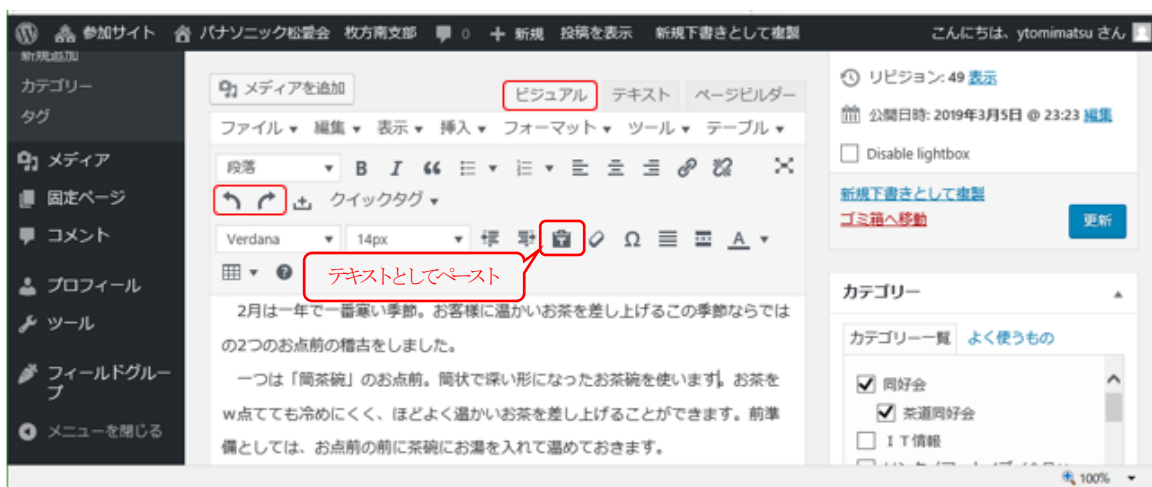 参加サイト パナソニック松愛会 枚方南支部 0 新規 投稿を表示 新規下書きとして複製 こんにちは、ytomimatsu さん
新規追加
カテゴリー
タグ
メディア
固定ページ
コメント
プロフィール
ツール
フィールドグルー
プ
メニューを閉じる
メディアを追加
ビジュアル テキスト ページビルダー
ファイル 編集 表示 挿入 フォーマット ツール テーブル
段落 B I
クイックタグ
Verdana 14px Ω A
テキストとしてペースト
2月は一年で一番寒い季節。お客様に温かいお茶を差し上げるこの季節ならでは
の2つのお点前の稽古をしました。
一つは「筒茶碗」のお点前。筒状で深い形になったお茶碗を使います。お茶を
w点てても冷めにくく、ほどよく温かいお茶を差し上げることができます。前準
備としては、お点前の前に茶碗にお湯を入れて温めておきます。
リビジョン: 49 表示
公開日時: 2019年3月5日 @ 23:23 編集
Disable lightbox
新規下書きとして複製
ゴミ箱へ移動
更新
カテゴリー
カテゴリー一覧 よく使うもの
同好会
茶道同好会
ＩＴ情報
100%